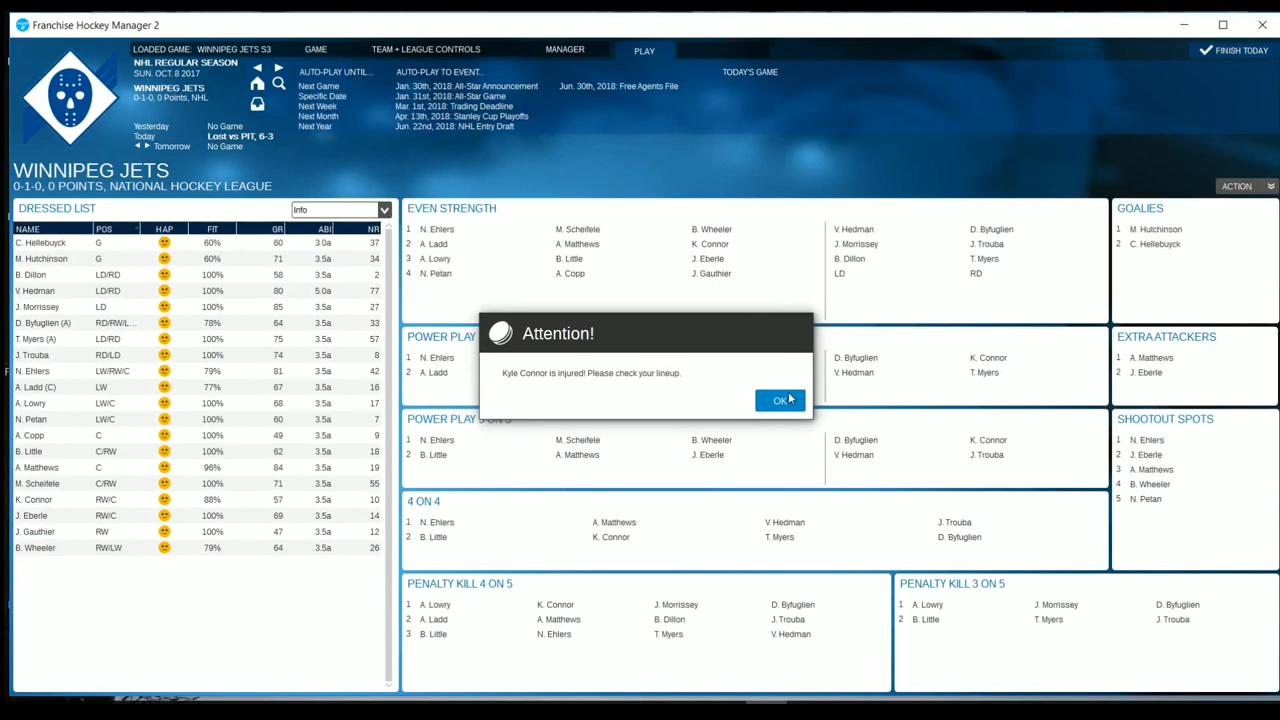 Franchise Hockey Manager 2
LOADED GAME: WINNIPEG JETS S3
GAME
TEAM + LEAGUE CONTROLS
MANAGER
PLAY
FINISH TODAY
NHL REGULAR SEASON
SUN. OCT. 8 2017
WINNIPEG JETS
0-1-0, 0 Points, NHL
Yesterday No Game
Today Lost vs PIT, 6-3
Tomorrow No Game
AUTO-PLAY UNTIL...
Next Game
Specific Date
Next Week
Next Month
Next Year
AUTO-PLAY TO EVENT...
Jan. 30th, 2018: All-Star Announcement
Jan. 31st, 2018: All-Star Game
Mar. 1st, 2018: Trading Deadline
Apr. 13th, 2018: Stanley Cup Playoffs
Jun. 22nd, 2018: NHL Entry Draft
Jun. 30th, 2018: Free Agents File
TODAY'S GAME
WINNIPEG JETS
0-1-0, 0 POINTS, NATIONAL HOCKEY LEAGUE
ACTION
DRESSED LIST
Info
NAME POS HAP FIT GR ABI NR
C. Hellebuyck G 60% 60 3.0a 37
M. Hutchinson G 60% 71 3.5a 34
B. Dillon LD/RD 100% 58 3.5a 2
V. Hedman LD/RD 100% 80 5.0a 77
J. Morrissey LD 100% 85 3.5a 27
D. Byfuglien (A) RD/RW/L... 78% 64 3.5a 33
T. Myers (A) LD/RD 100% 75 3.5a 57
J. Trouba RD/LD 100% 74 3.5a 8
N. Ehlers LW/RW/C 79% 81 3.5a 42
A. Ladd (C) LW 77% 67 3.5a 16
A. Lowry LW/C 100% 67 3.5a 17
N. Petan LW/C 100% 60 3.5a 7
A. Copp C 100% 49 3.5a 9
B. Little C/RW 100% 62 3.5a 18
A. Matthews C 96% 84 3.5a 19
M. Scheifele C/RW 100% 71 3.5a 55
K. Connor RW/C 88% 57 3.5a 10
J. Eberle RW/C 100% 69 3.5a 14
J. Gauthier RW 100% 47 3.5a 12
B. Wheeler RW/LW 79% 64 3.5a 26
EVEN STRENGTH
1 N. Ehlers M. Scheifele B. Wheeler V. Hedman D. Byfuglien
2 A. Ladd A. Matthews K. Connor J. Morrissey J. Trouba
3 A. Lowry B. Little J. Eberle B. Dillon T. Myers
4 N. Petan A. Copp J. Gauthier LD RD
GOALIES
1 M. Hutchinson
2 C. Hellebuyck
Attention!
Kyle Connor is injured! Please check your lineup.
OK
POWER PLAY
1 N. Ehlers D. Byfuglien K. Connor
2 A. Ladd V. Hedman T. Myers
EXTRA ATTACKERS
1 A. Matthews
2 J. Eberle
POWER PLAY 5 ON 3
1 N. Ehlers M. Scheifele B. Wheeler D. Byfuglien K. Connor
2 B. Little A. Matthews J. Eberle V. Hedman J. Trouba
SHOOTOUT SPOTS
1 N. Ehlers
2 J. Eberle
3 A. Matthews
4 B. Wheeler
5 N. Petan
4 ON 4
1 N. Ehlers A. Matthews V. Hedman J. Trouba
2 B. Little K. Connor T. Myers D. Byfuglien
PENALTY KILL 4 ON 5
1 A. Lowry K. Connor J. Morrissey D. Byfuglien
2 A. Ladd A. Matthews B. Dillon J. Trouba
3 B. Little N. Ehlers T. Myers V. Hedman
PENALTY KILL 3 ON 5
1 A. Lowry J. Morrissey D. Byfuglien
2 B. Little T. Myers J. Trouba